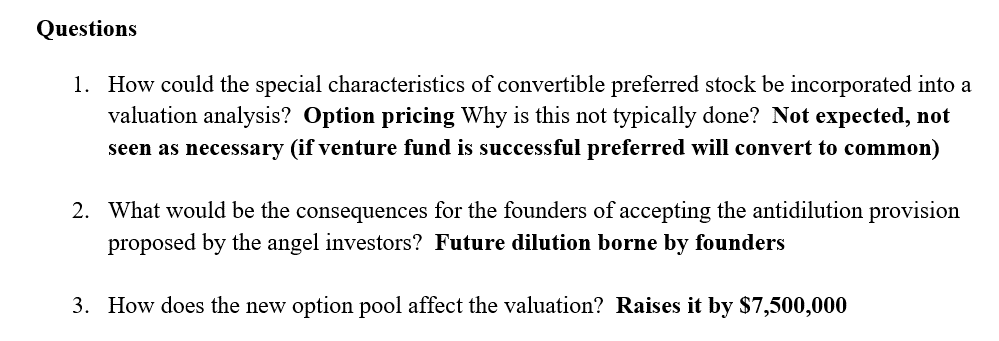 Questions
1. How could the special characteristics of convertible preferred stock be incorporated into a
valuation analysis? Option pricing Why is this not typically done? Not expected, not
seen as necessary (if venture fund is successful preferred will convert to common)
2. What would be the consequences for the founders of accepting the antidilution provision
proposed by the angel investors? Future dilution borne by founders
3. How does the new option pool affect the valuation? Raises it by $7,500,000